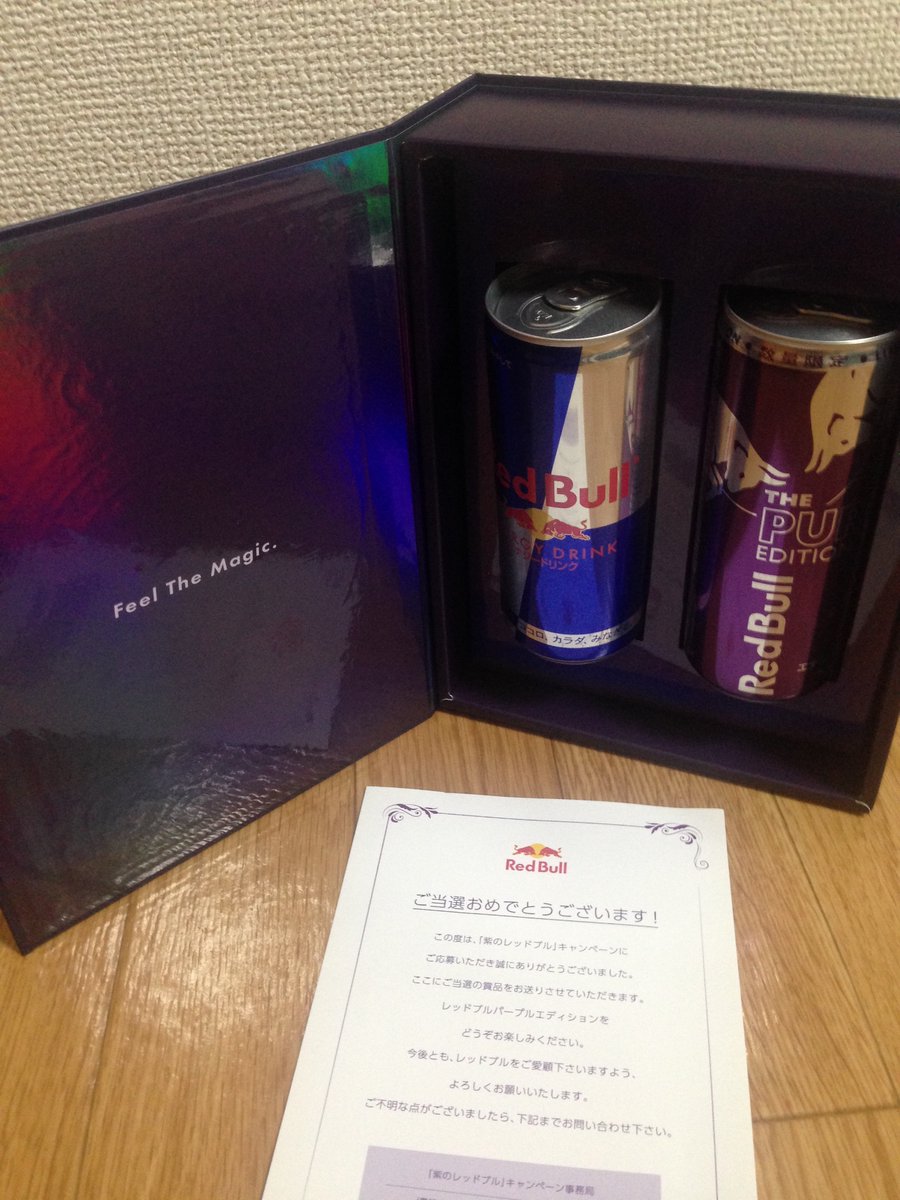 Feel The Magic.
ed Bull
RGY DRINK
ードリンク
ココロ、カラダ、みな
数量限定
THE
PU
EDITIO
Red Bull
エ
Red Bull
ご当選おめでとうございます！
この度は、「紫のレッドブル」キャンペーンに
ご応募いただき誠にありがとうございました。
ここにご当選の賞品をお送りさせていただきます。
レッドブルパープルエディションを
どうぞお楽しみください。
今後とも、レッドブルをご愛顧下さいますよう、
よろしくお願いいたします。
ご不明な点がございましたら、下記までお問い合わせ下さい。
「紫のレッドブル」キャンペーン事務局